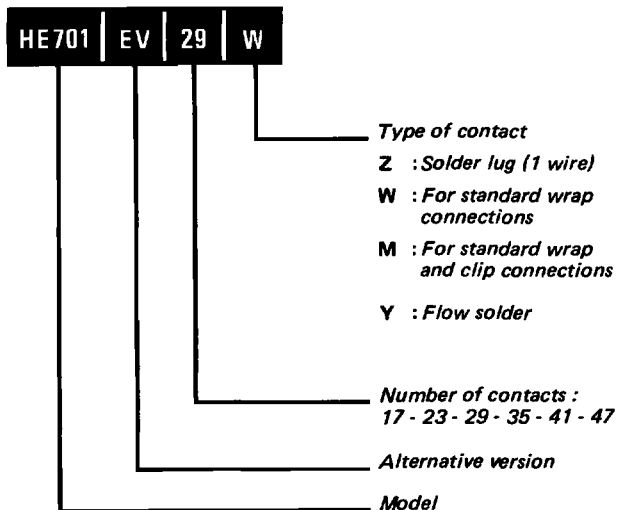 HE701 EV 29 W
Type of contact
Z : Solder lug (1 wire)
W : For standard wrap
connections
M : For standard wrap
and clip connections
Y : Flow solder
Number of contacts :
17 - 23 - 29 - 35 - 41 - 47
Alternative version
Model